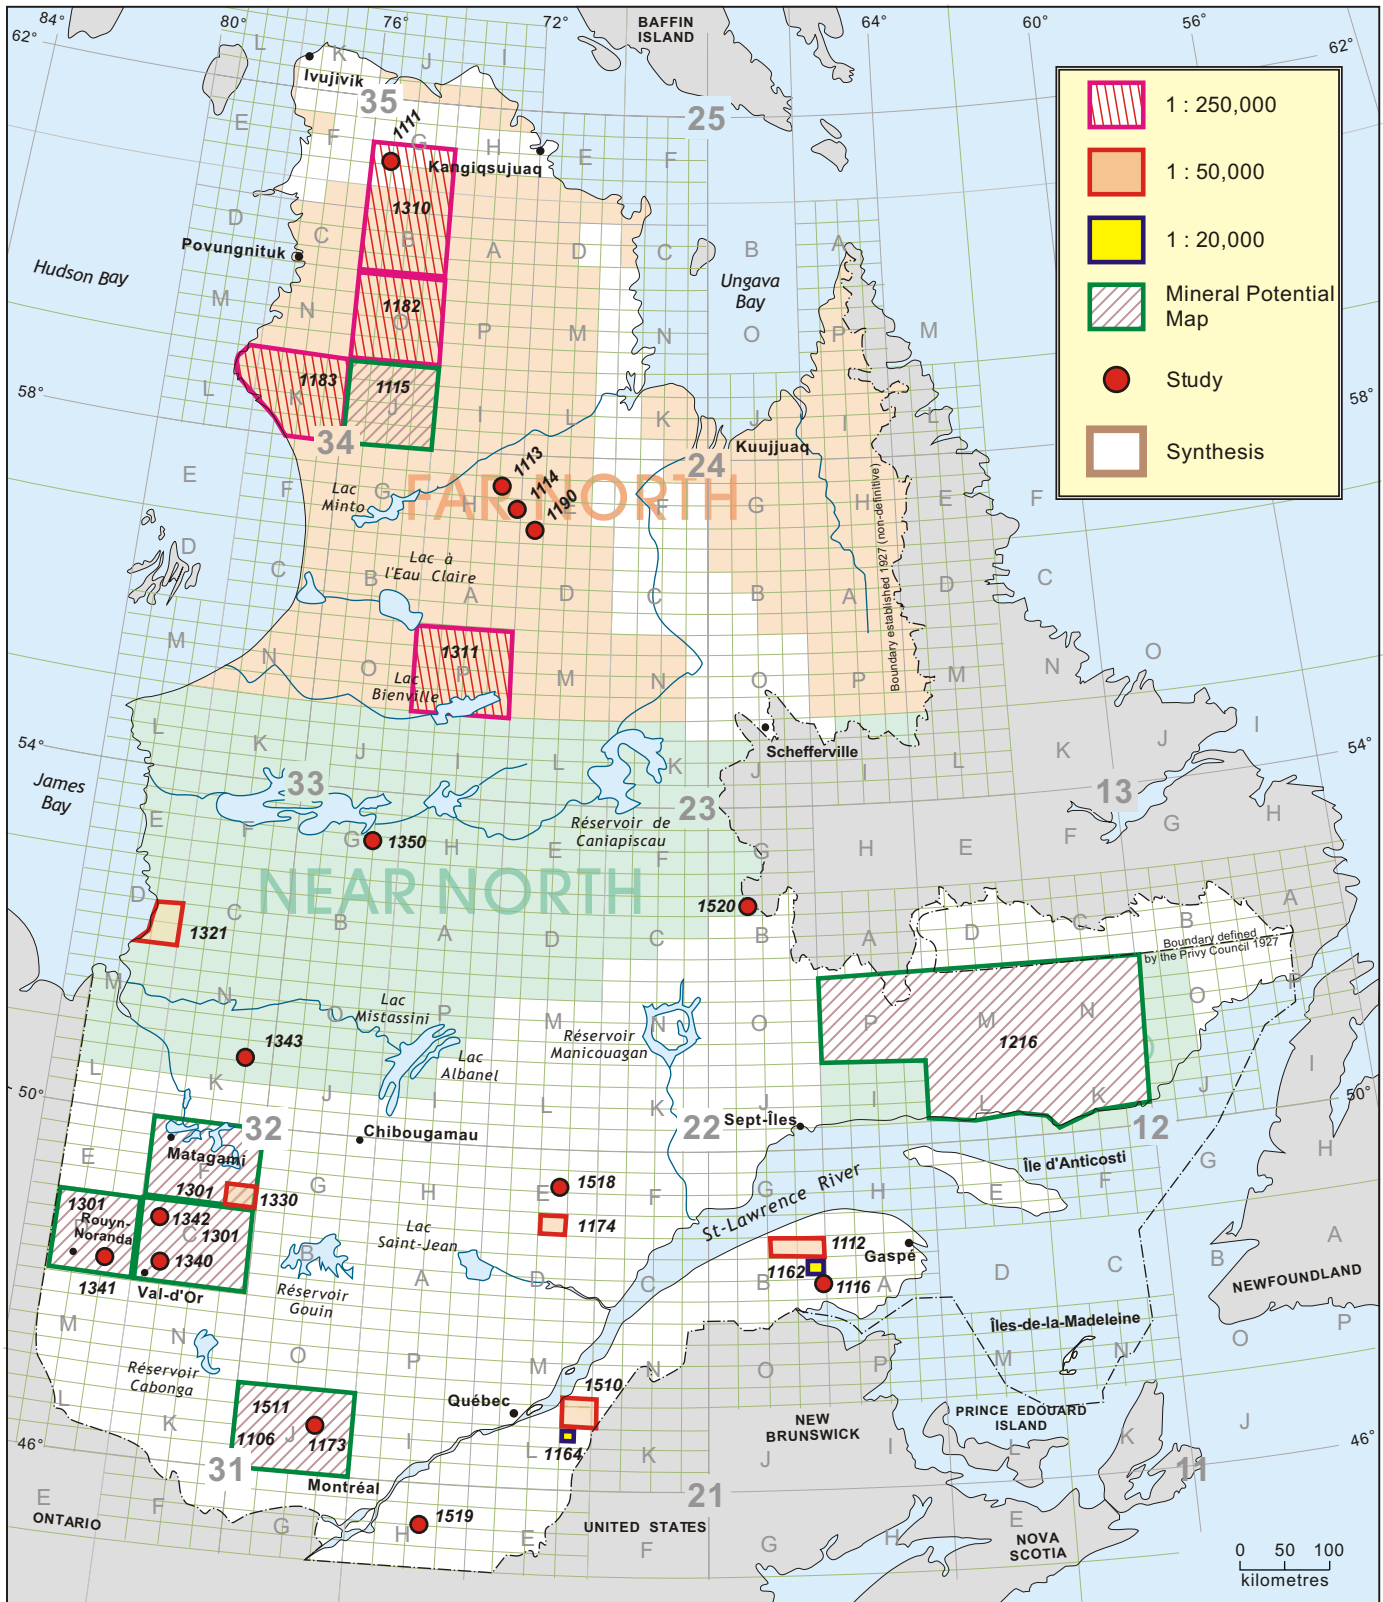 84°
80°
76°
72°
64°
60°
56°
62°
62°
BAFFIN
ISLAND
L
K
J
I
Ivujivik
35
25
1 : 250,000
1 : 50,000
1 : 20,000
Mineral Potential
Map
Study
Synthesis
1111
E
F
G
H
E
F
Kangiqsujuaq
1310
D
C
B
A
D
C
B
A
Povungnituk
Hudson Bay
Ungava
Bay
M
N
1182
O
P
M
N
O
P
M
58°
58°
L
1183
K
1115
J
I
L
K
J
I
L
34
24
Kuujjuaq
1113
1114
1190
FAR NORTH
E
F
Lac
Minto
G
H
E
F
G
H
E
F
Boundary established 1927 (non-definitive)
D
C
B
Lac à
l'Eau Claire
A
D
C
B
A
D
C
M
N
O
1311
P
Lac
Bienville
M
N
O
P
M
N
O
54°
54°
L
K
J
I
L
K
J
I
L
K
J
I
Schefferville
James
Bay
33
23
13
E
F
G
1350
H
E
F
G
H
E
F
G
H
Réservoir de
Caniapiscau
NEAR NORTH
D
C
B
A
D
C
B
A
D
C
B
A
1321
1520
Boundary defined
by the Privy Council 1927
M
N
O
P
M
N
O
P
M
N
O
P
Lac
Mistassini
Réservoir
Manicouagan
1216
1343
Lac
Albanel
50°
50°
L
K
J
I
L
K
J
I
L
K
J
I
32
22
12
Chibougamau
Sept-Îles
Matagami
E
F
G
H
E
F
G
H
E
F
G
H
Île d'Anticosti
1301
1330
1518
1174
St-Lawrence River
1301
Rouyn-
Noranda
1342
C
1301
1340
1341
Val-d'Or
B
Réservoir
Gouin
A
Lac
Saint-Jean
D
C
B
A
D
C
B
A
1112
1162
1116
Gaspé
NEWFOUNDLAND
Îles-de-la-Madeleine
M
N
O
P
M
N
O
P
M
N
O
P
Réservoir
Cabonga
Québec
1510
1164
NEW
BRUNSWICK
PRINCE EDOUARD
ISLAND
46°
46°
L
K
1511
1106
J
1173
I
L
K
J
I
L
K
J
31
21
11
Montréal
1519
E
F
G
H
E
F
G
H
E
ONTARIO
UNITED STATES
NOVA
SCOTIA
0 50 100
kilometres